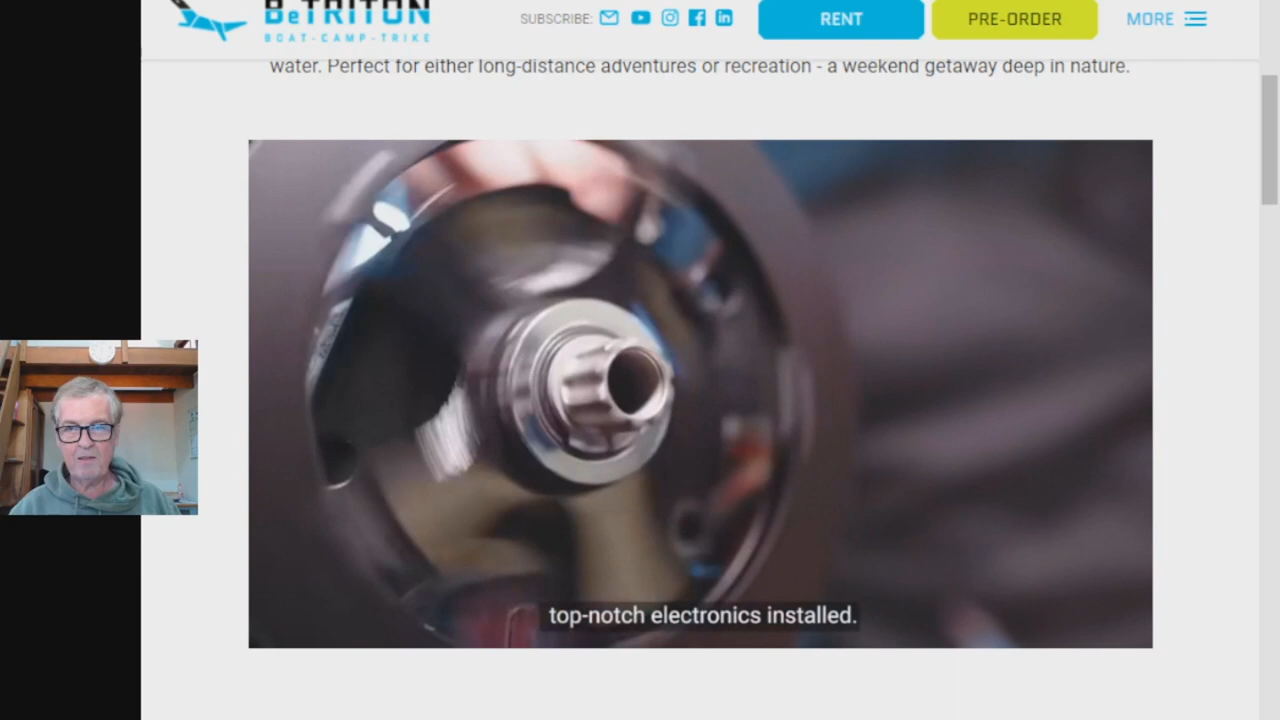 BeTRITON
BOAT-CAMP-TRIKE
SUBSCRIBE:
RENT
PRE-ORDER
MORE
water. Perfect for either long-distance adventures or recreation - a weekend getaway deep in nature.
top-notch electronics installed.